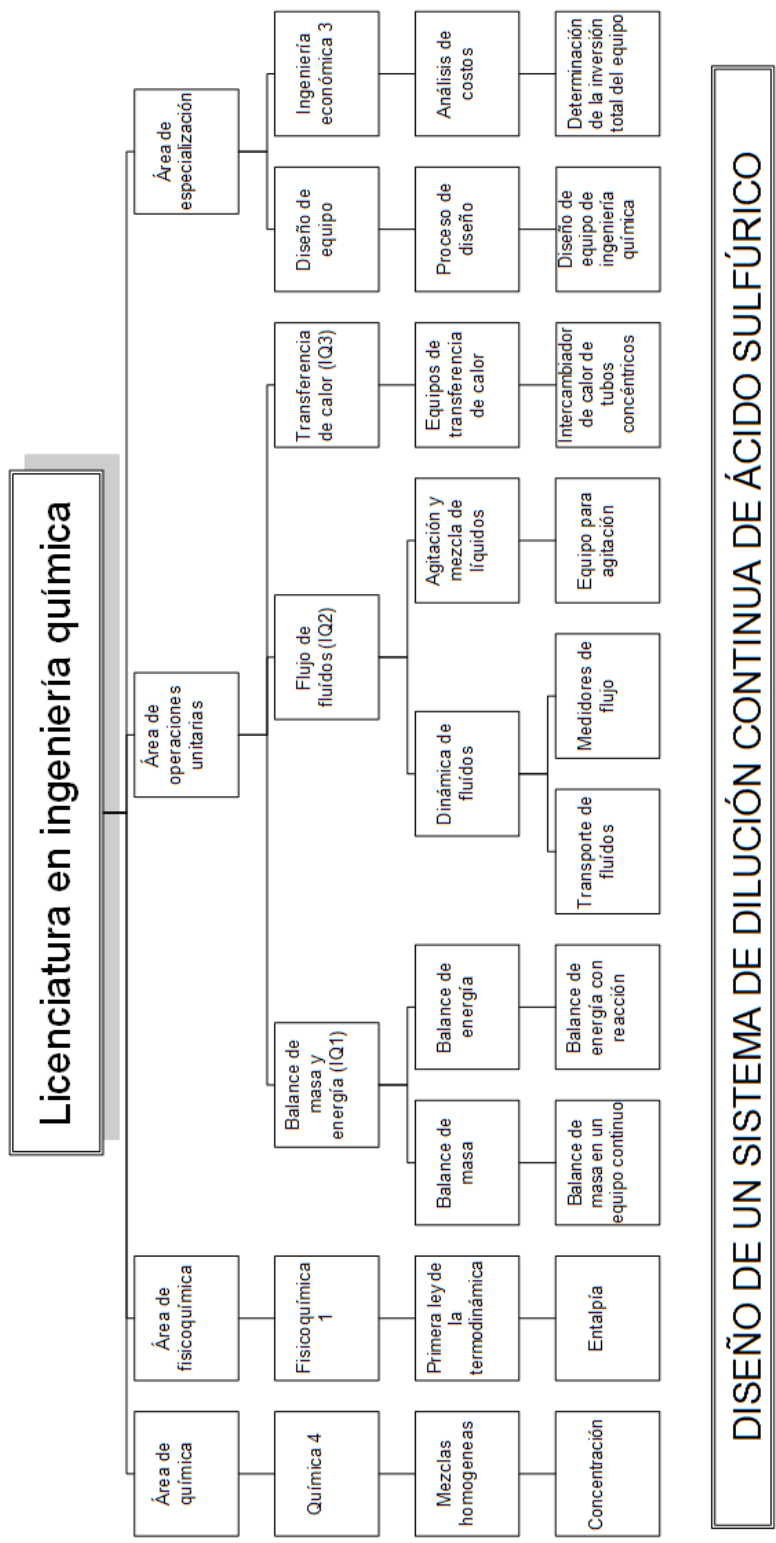 Licenciatura en ingeniería química
Área de
química
Área de
fisicoquímica
Área de
operaciones
unitarias
Área de
especialización
Química 4
Fisicoquímica
1
Balance de
masa y
energía (IQ1)
Flujo de
fluídos (IQ2)
Transferencia
de calor (IQ3)
Diseño de
equipo
Ingeniería
económica 3
Mezclas
homogeneas
Primera ley de
la
termodinámica
Balance de
masa
Balance de
energía
Dinámica de
fluídos
Agitación y
mezcla de
líquidos
Equipos de
transferencia
de calor
Proceso de
diseño
Análisis de
costos
Concentración
Entalpía
Balance de
masa en un
equipo continuo
Balance de
energía con
reacción
Transporte de
fluídos
Medidores de
flujo
Equipo para
agitación
Intercambiador
de calor de
tubos
concéntricos
Diseño de
equipo de
ingeniería
química
Determinación
de la inversión
total del equipo
DISEÑO DE UN SISTEMA DE DILUCIÓN CONTINUA DE ÁCIDO SULFÚRICO